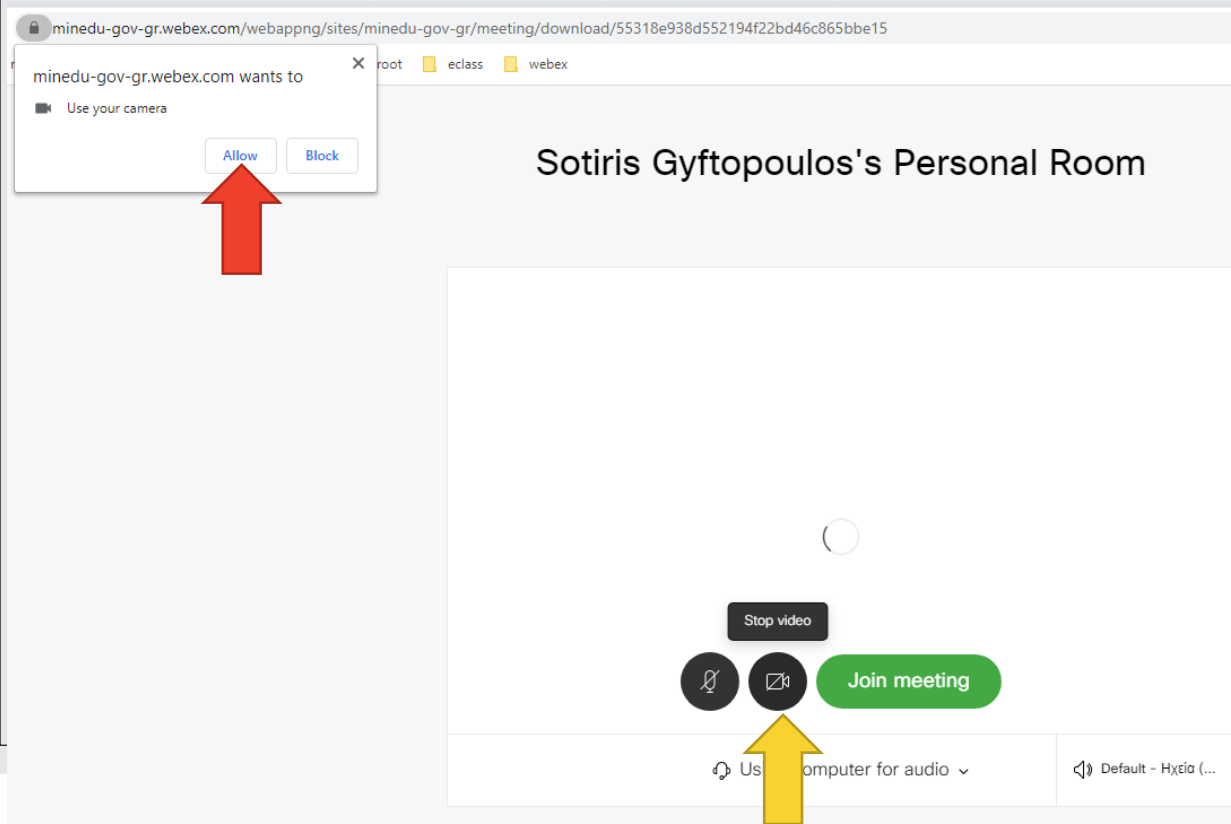 minedu-gov-gr.webex.com/webappng/sites/minedu-gov-gr/meeting/download/55318e938d552194f22bd46c865bbe15
root eclass webex
minedu-gov-gr.webex.com wants to
Use your camera
Allow Block
Sotiris Gyftopoulos's Personal Room
Stop video
Join meeting
for audio
Default - Ηχεία (...